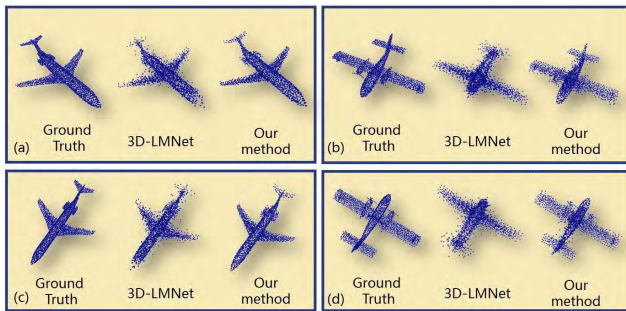 Ground
Truth
3D-LMNet
Our
method
(a)
Ground
Truth
3D-LMNet
Our
method
(b)
Ground
Truth
3D-LMNet
Our
method
(c)
Ground
Truth
3D-LMNet
Our
method
(d)